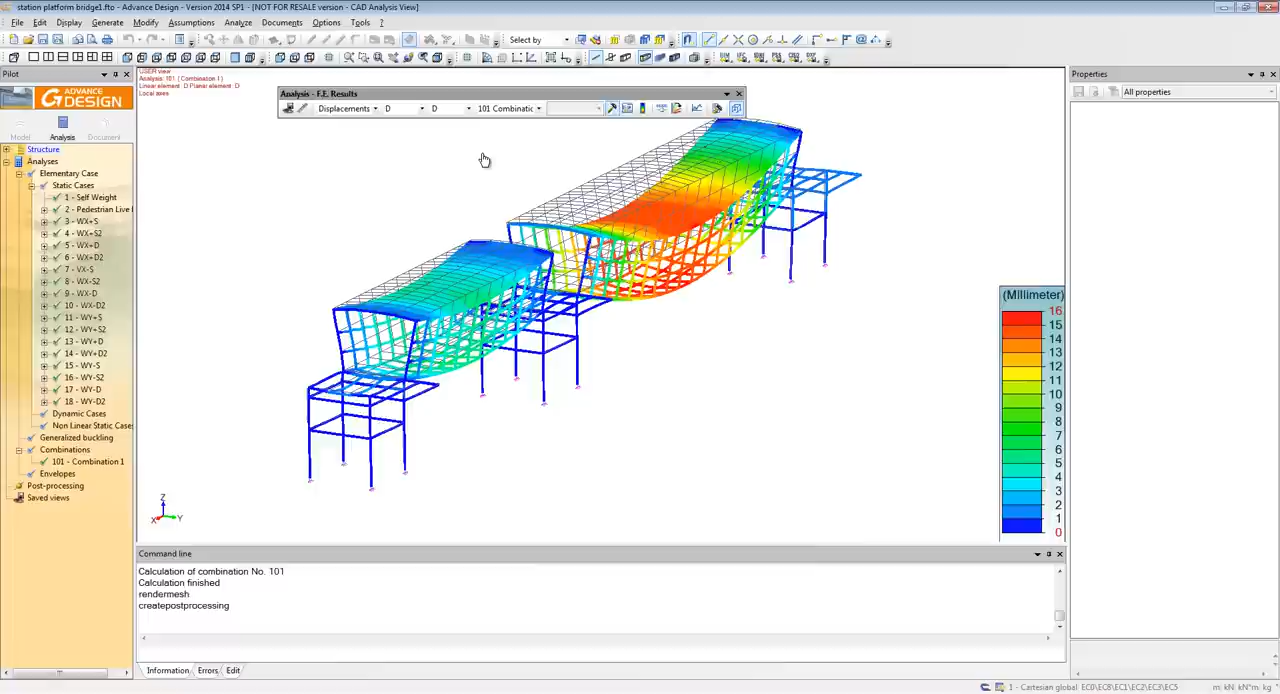 station platform bridge1.fto - Advance Design - Version 2014 SP1 - [NOT FOR RESALE version - CAD Analysis View]
File Edit Display Generate Modify Assumptions Analyze Documents Options Tools ?
Select by
Pilot
ADVANCE DESIGN
Model Analysis Document
Structure
Analyses
Elementary Case
Static Cases
1 - Self Weight
2 - Pedestrian Live l
3 - WX+S
4 - WX+S2
5 - WX+D
6 - WX+D2
7 - VX-S
8 - WX-S2
9 - WX-D
10 - WX-D2
11 - WY+S
12 - WY+S2
13 - WY+D
14 - WY+D2
15 - WY-S
16 - WY-S2
17 - WY-D
18 - WY-D2
Dynamic Cases
Non Linear Static Cases
Generalized buckling
Combinations
101 - Combination 1
Envelopes
Post-processing
Saved views
USER view
Analysis: 101 ( Combination 1 )
Linear element: D Planar element: D
Local axes
Analysis - F.E. Results
Displacements D D 101 Combinatic
(Millimeter)
16
15
14
13
12
11
10
9
8
7
6
5
4
3
2
1
0
Z
X Y
Command line
Calculation of combination No. 101
Calculation finished
rendermesh
createpostprocessing
Information Errors Edit
Properties
All properties
1 - Cartesian global EC0\EC8\EC1\EC2\EC3\EC5 m\ kN\ kN*m\ kg